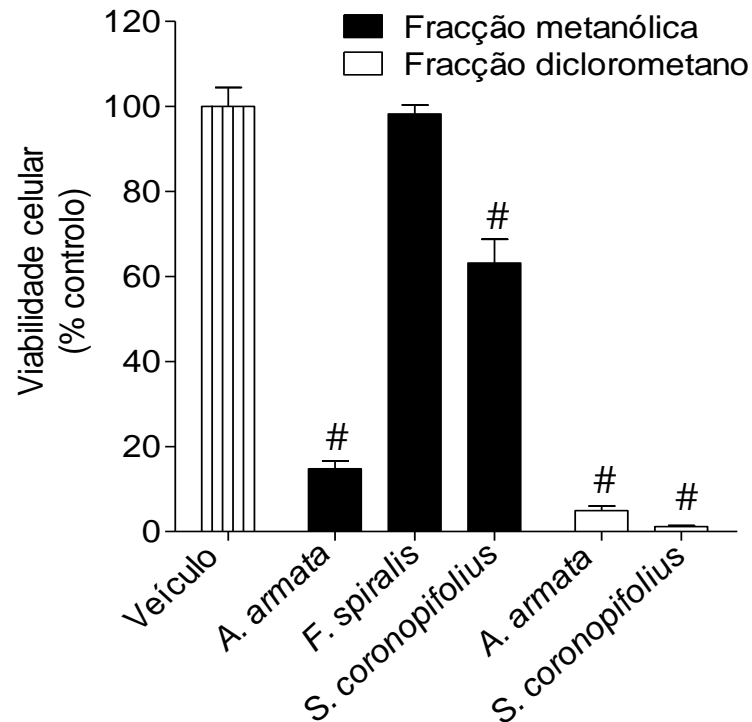 Fracção metanólica
Fracção diclorometano
Viabilidade celular
(% controlo)
120
100
80
60
40
20
0
#
#
#
#
Veículo
A. armata
F. spiralis
S. coronopifolius
A. armata
S. coronopifolius